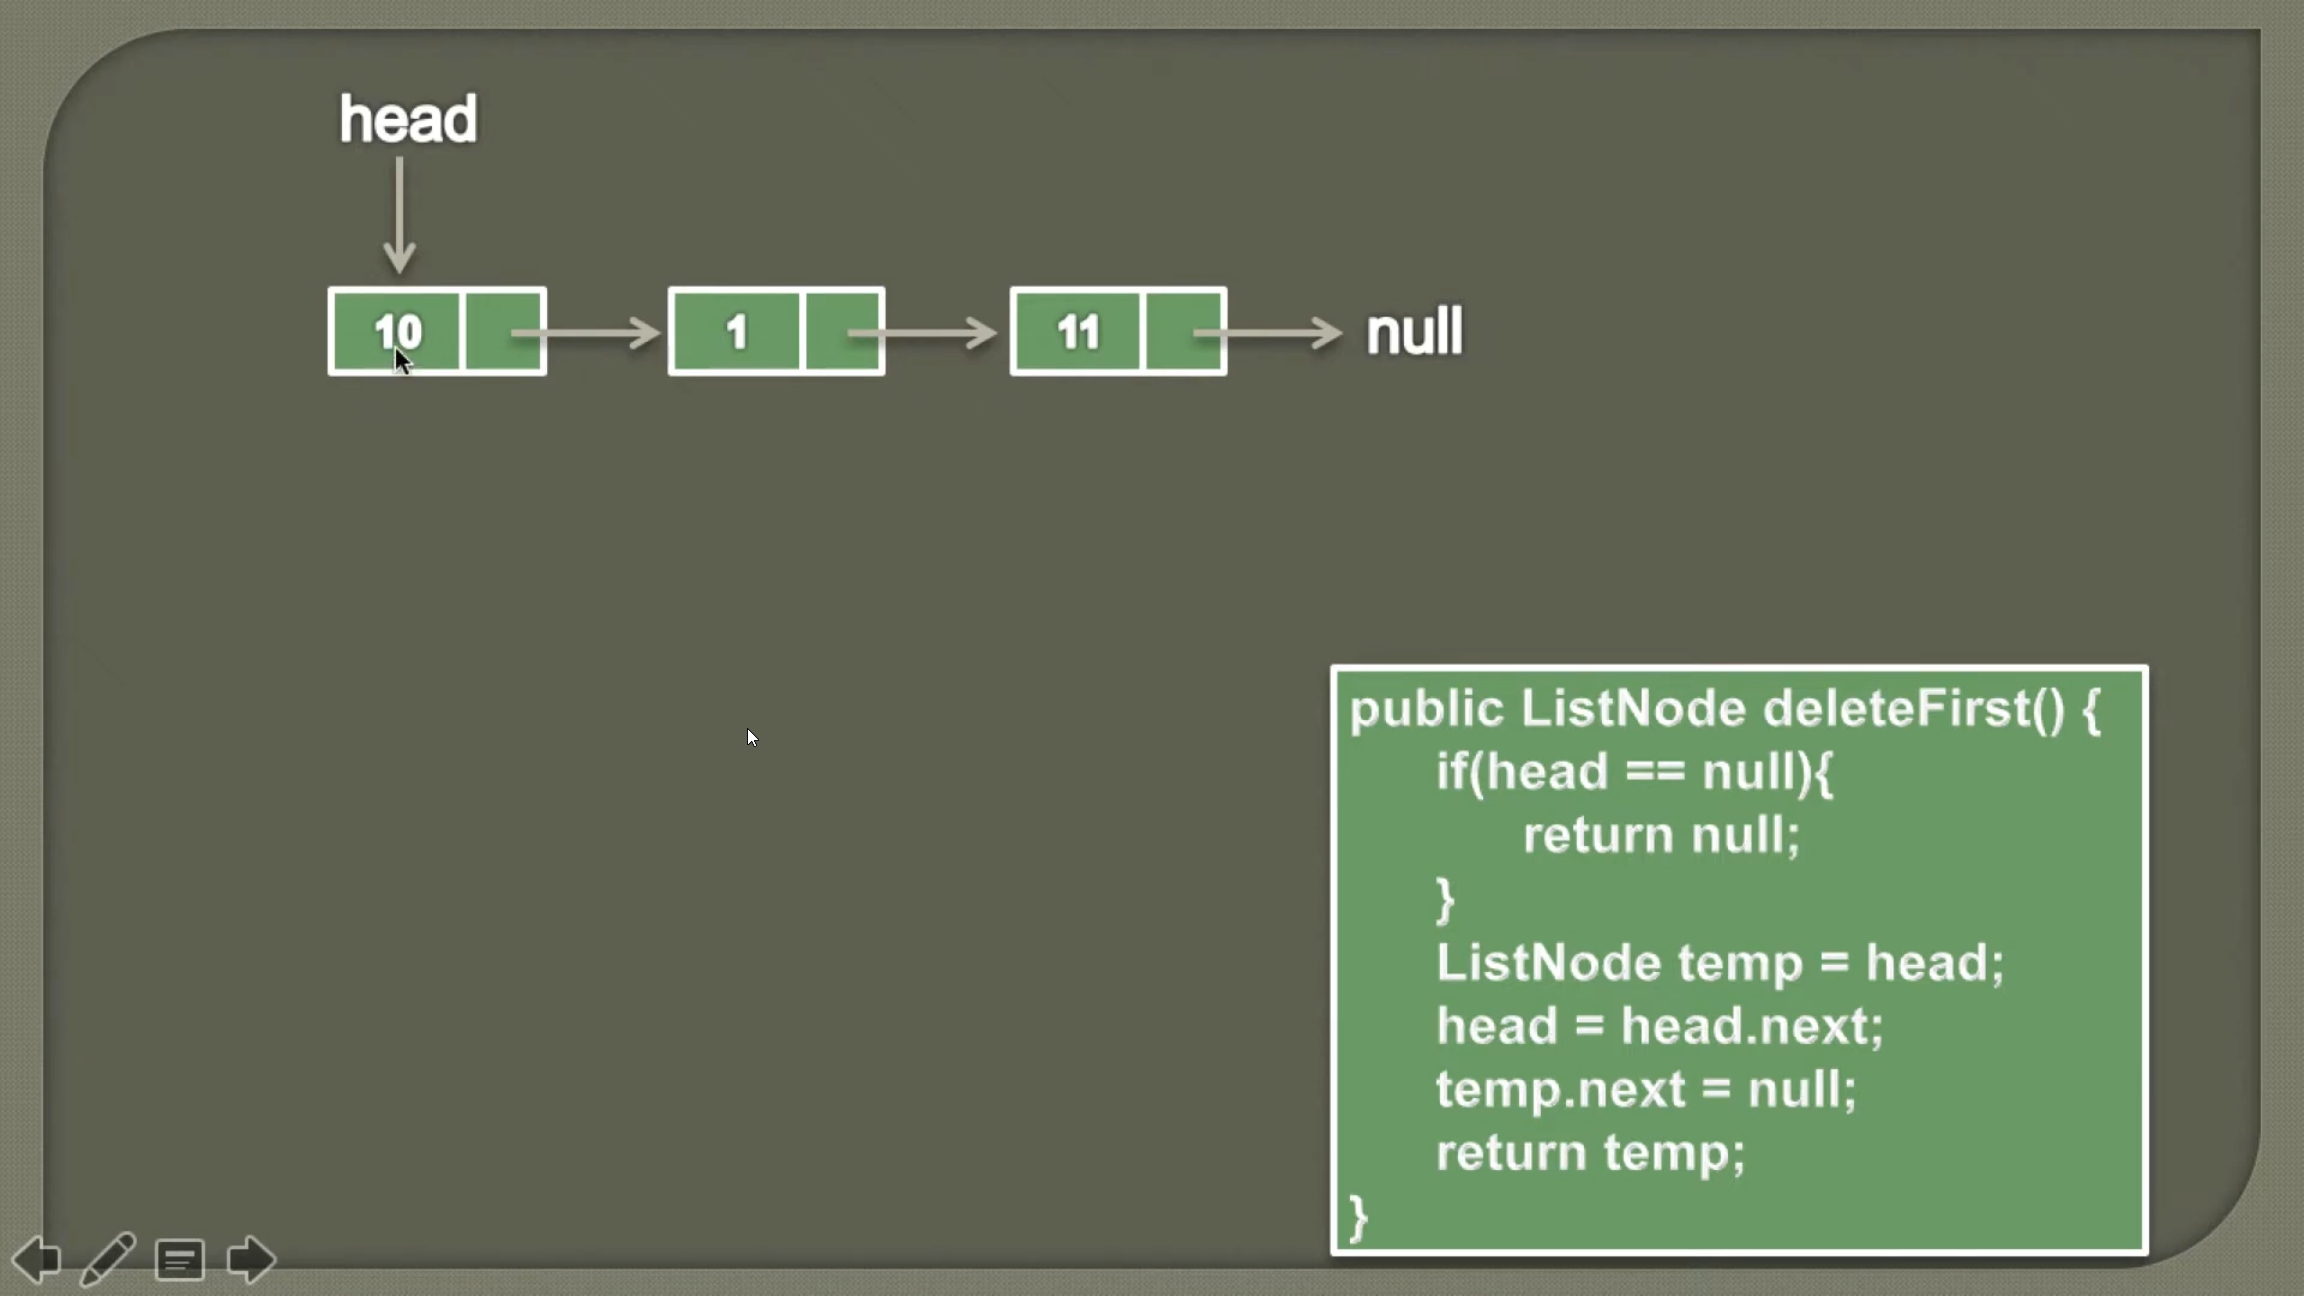 head
10 1 11 null
public ListNode deleteFirst() {
if(head == null){
return null;
}
ListNode temp = head;
head = head.next;
temp.next = null;
return temp;
}